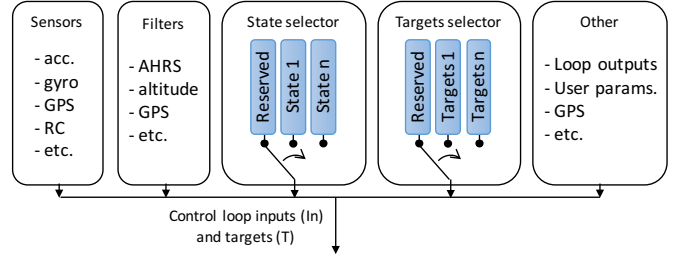 Sensors
- acc.
- gyro
- GPS
- RC
- etc.
Filters
- AHRS
- altitude
- GPS
- etc.
State selector
Reserved
State 1
State n
Targets selector
Reserved
Targets 1
Targets n
Other
- Loop outputs
- User params.
- GPS
- etc.
Control loop inputs (In)
and targets (T)